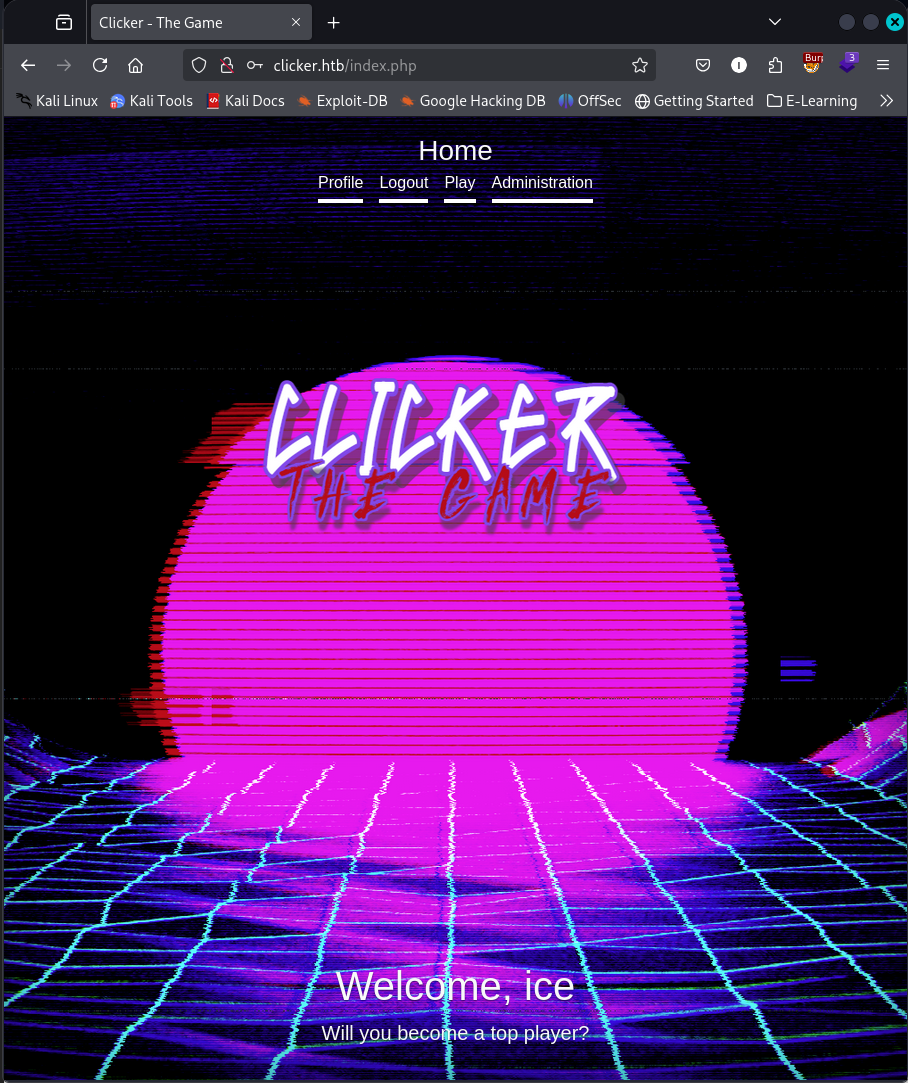 Clicker - The Game
clicker.htb/index.php
Burp
3
Kali Linux Kali Tools Kali Docs Exploit-DB Google Hacking DB OffSec Getting Started E-Learning
Home
Profile Logout Play Administration
CLICKER
THE GAME
Welcome, ice
Will you become a top player?